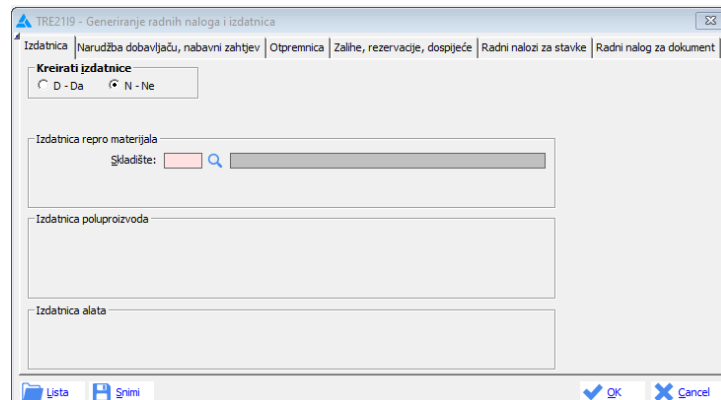 TRE21I9 - Generiranje radnih naloga i izdatnica
Izdatnica Narudžba dobavljaču, nabavni zahtjev Otpremnica Zalihe, rezervacije, dospijeće Radni nalozi za stavke Radni nalog za dokument
Kreirati izdatnice
D - Da N - Ne
Izdatnica repro materijala
Skladište:
Izdatnica poluproizvoda
Izdatnica alata
Lista Snimi OK Cancel